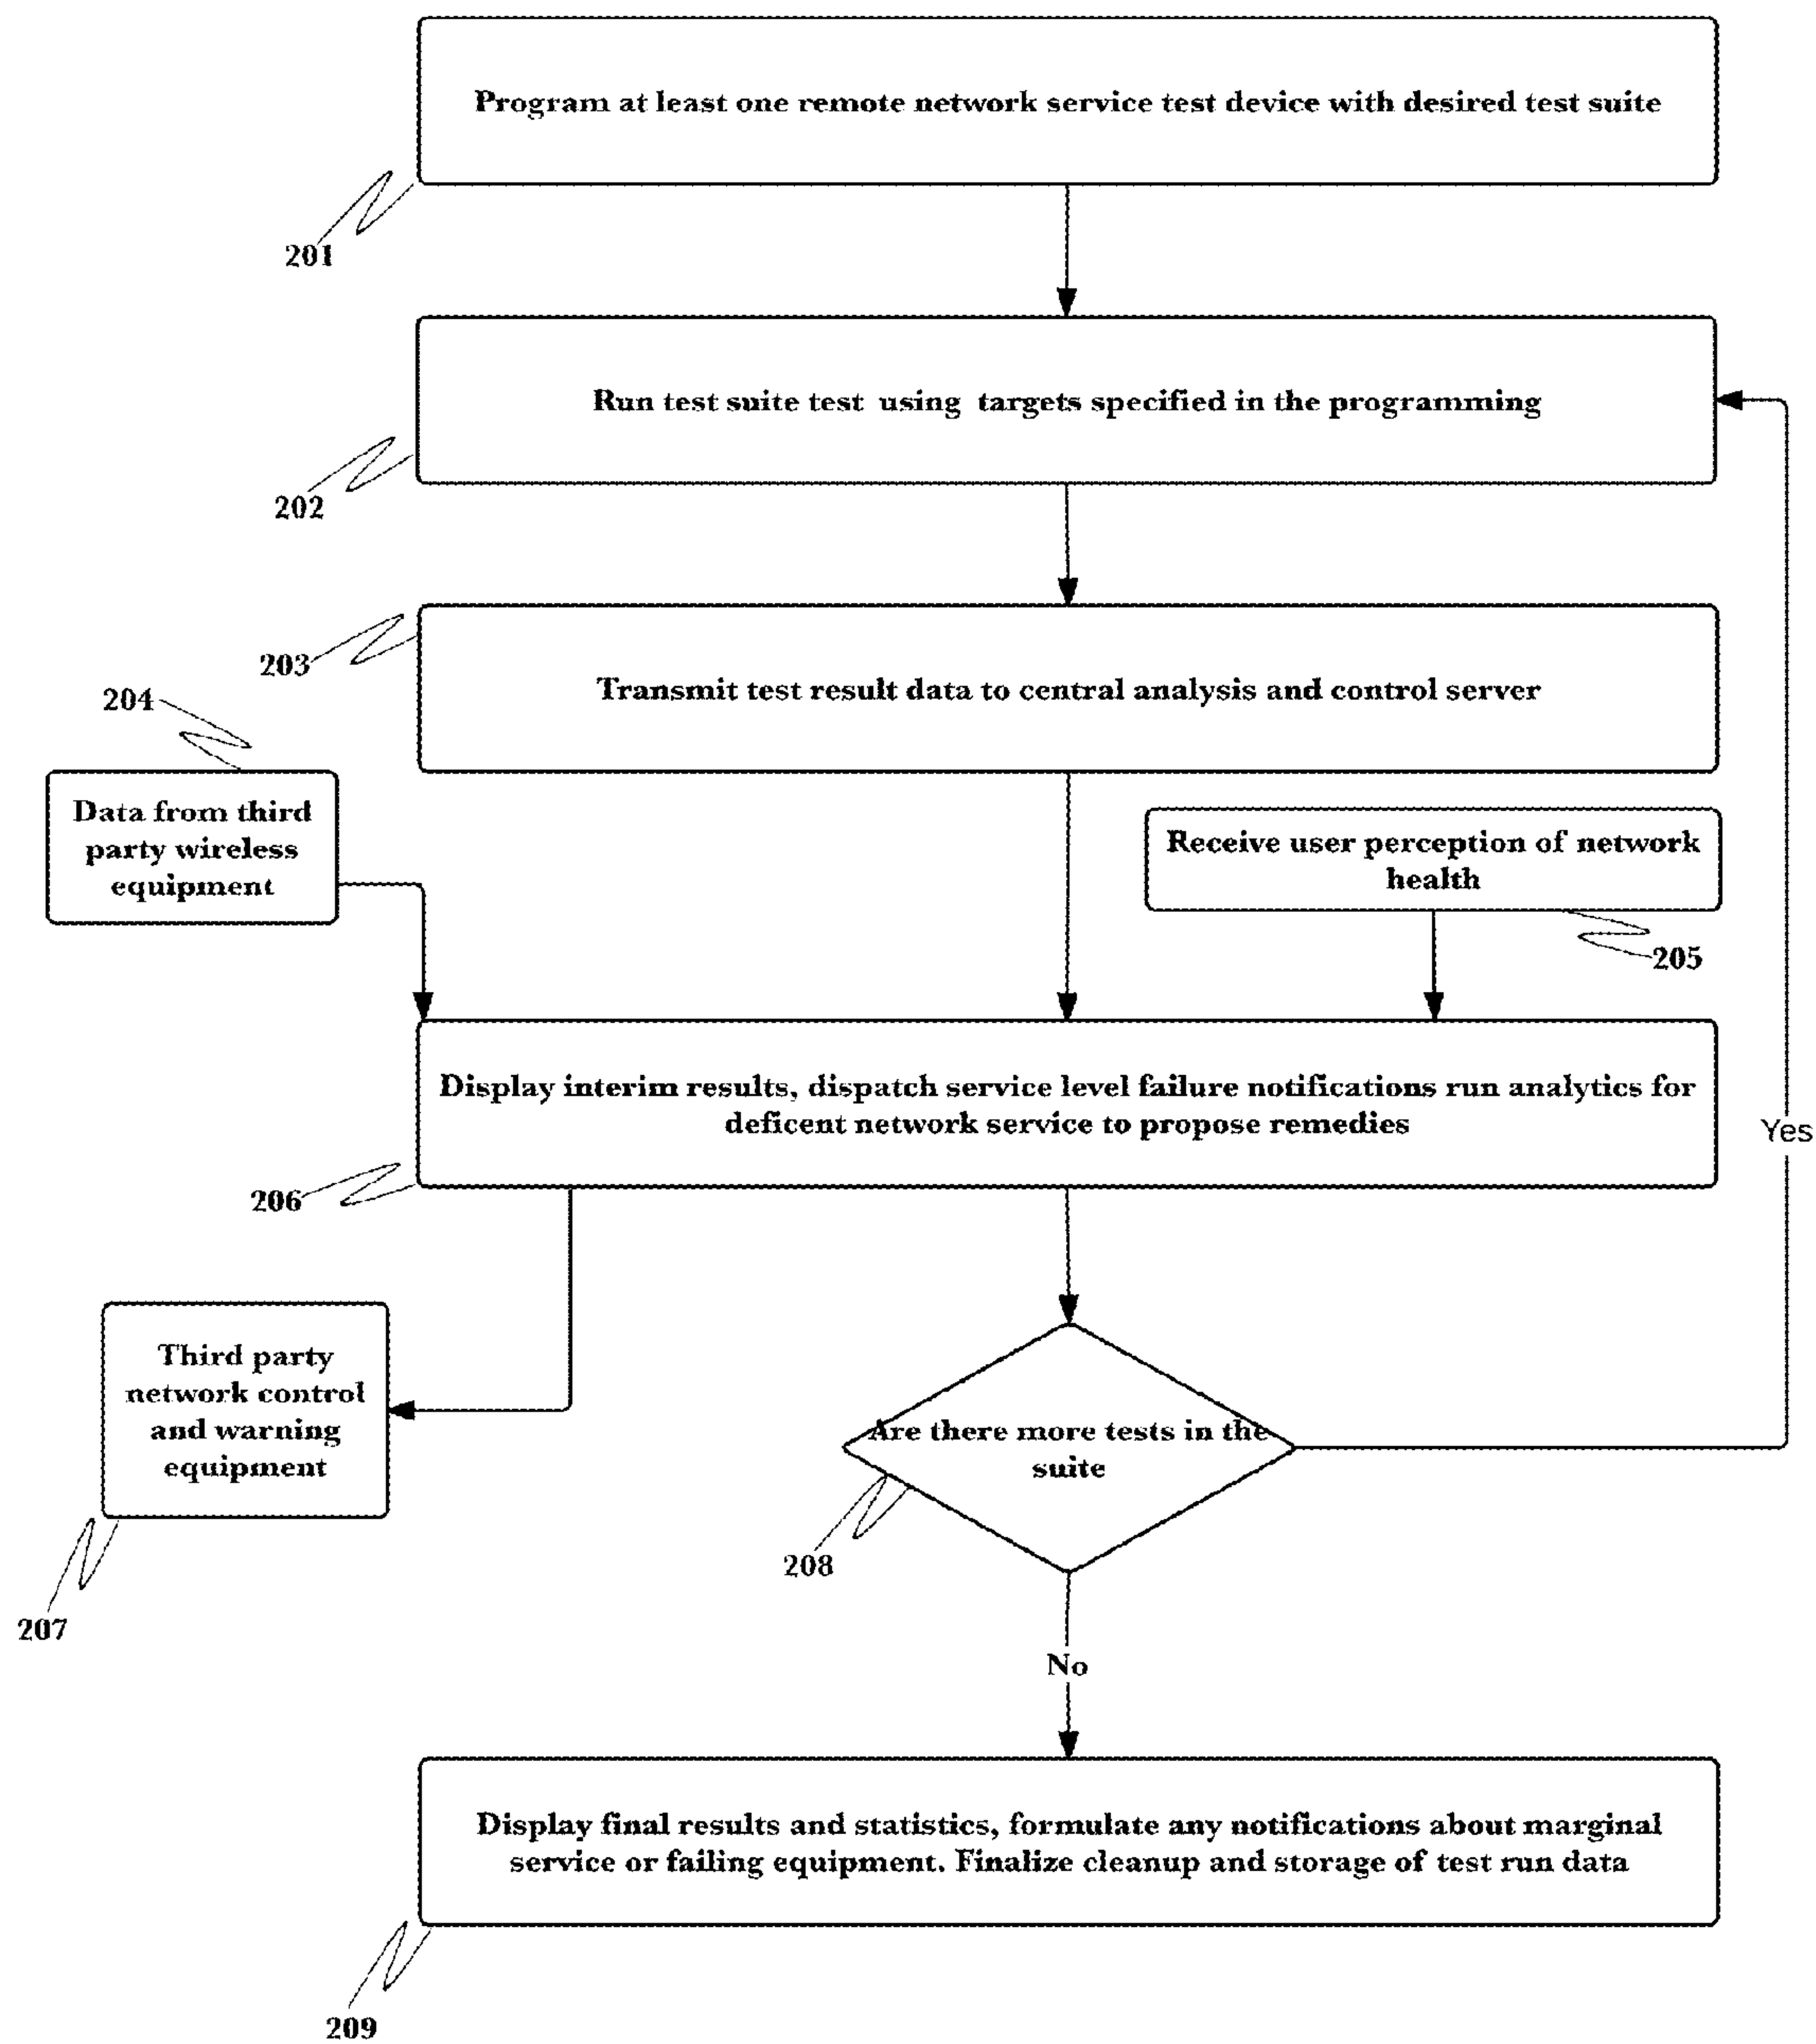 Program at least one remote network service test device with desired test suite
201
Run test suite test using targets specified in the programming
202
203
Transmit test result data to central analysis and control server
204
Data from third
party wireless
equipment
Receive user perception of network
health
205
Display interim results, dispatch service level failure notifications run analytics for
deficent network service to propose remedies
Yes
206
Third party
network control
and warning
equipment
207
Are there more tests in the
suite
208
No
Display final results and statistics, formulate any notifications about marginal
service or failing equipment. Finalize cleanup and storage of test run data
209